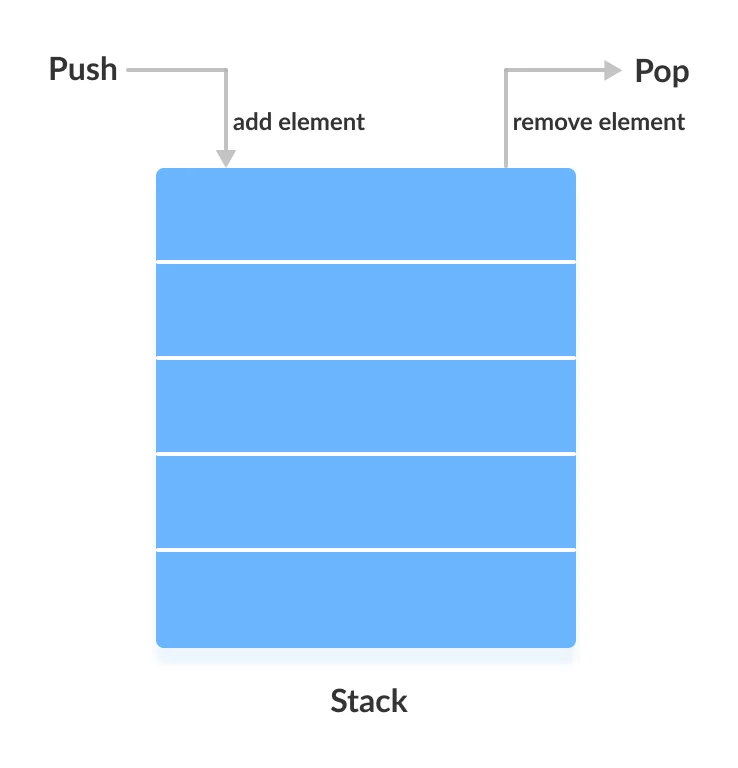 Push
Pop
add element
remove element
Stack